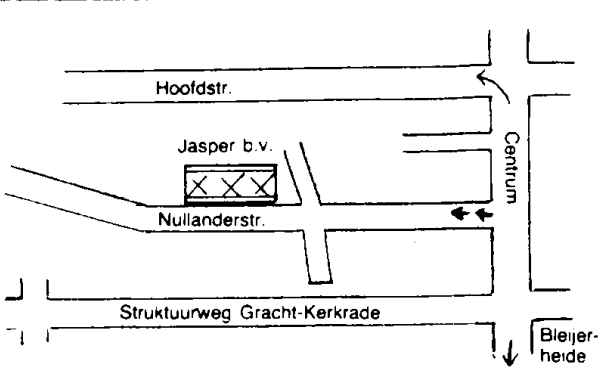 Hoofdstr.
Jasper b.v.
Centrum
Nullanderstr.
Struktuurweg Gracht-Kerkrade
Bleijer-
heide